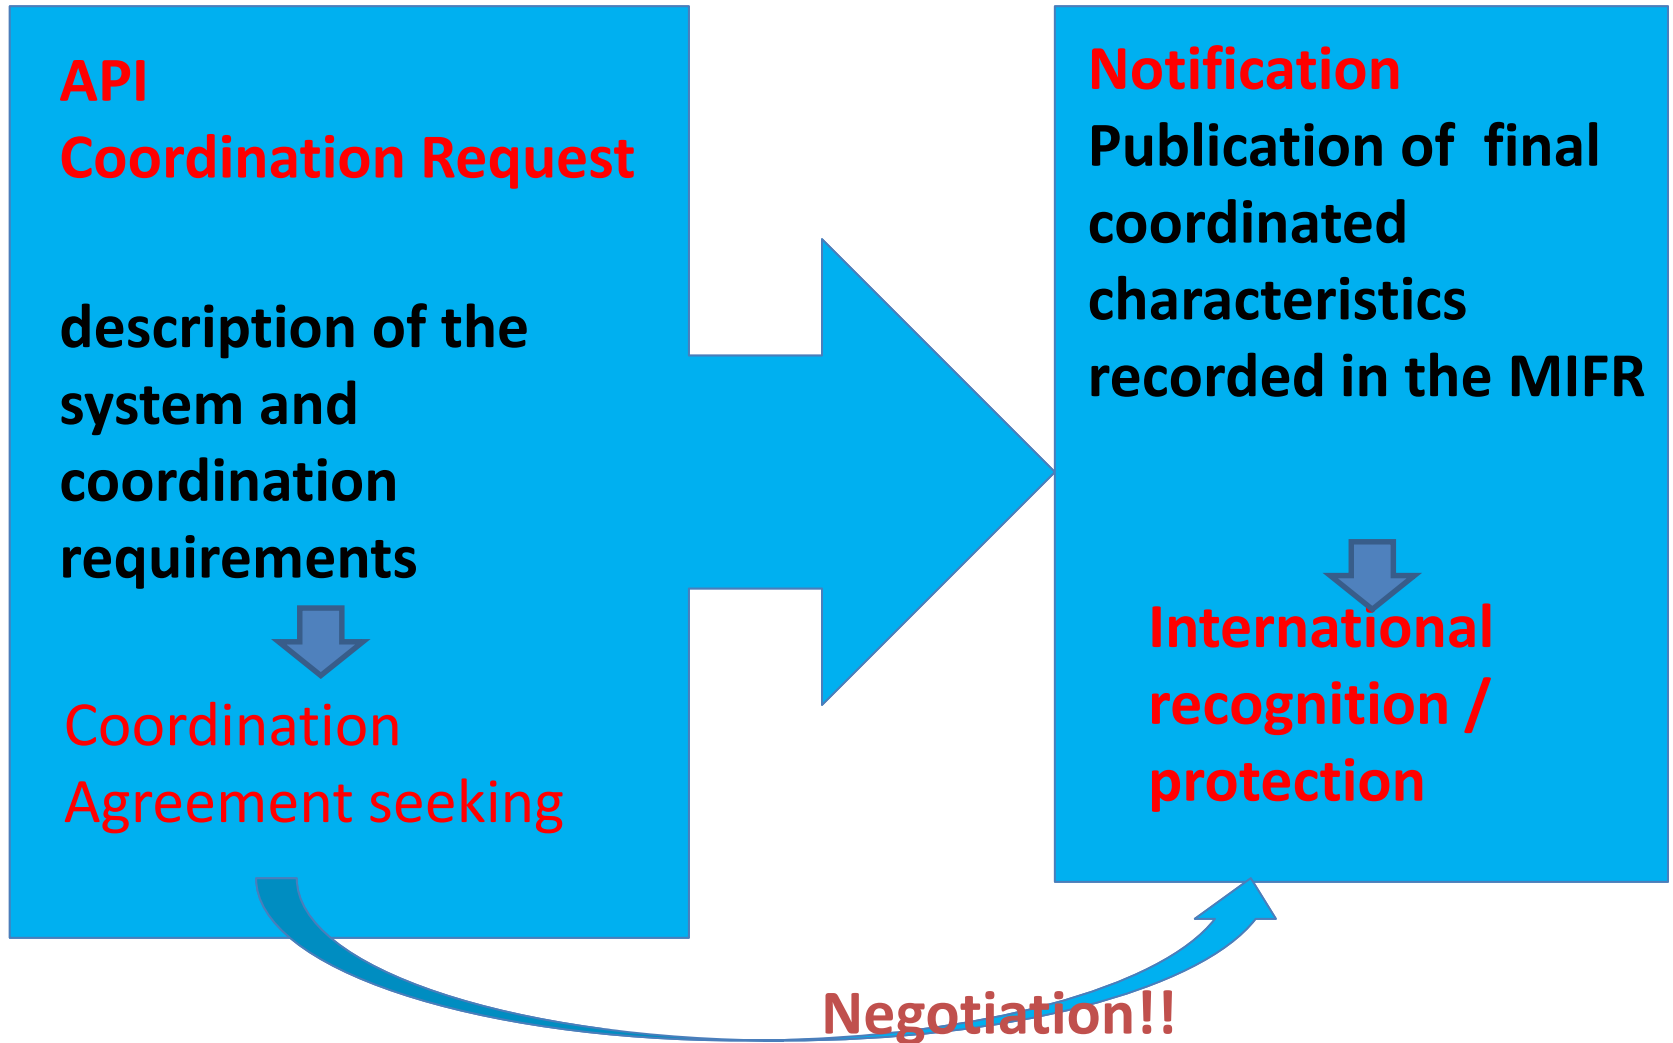 API
Coordination Request
description of the
system and
coordination
requirements
Coordination
Agreement seeking
Notification
Publication of  final
coordinated
characteristics
recorded in the MIFR
International
recognition /
protection
Negotiation!!